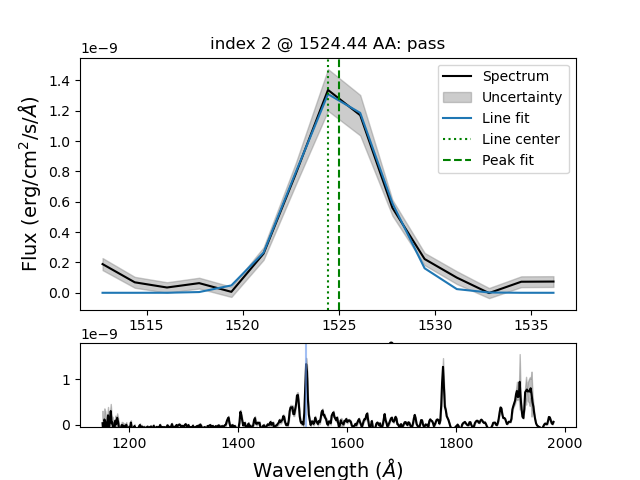 index 2 @ 1524.44 AA: pass
1e−9
Flux (erg/cm²/s/Å)
1.4
1.2
1.0
0.8
0.6
0.4
0.2
0.0
Spectrum
Uncertainty
Line fit
Line center
Peak fit
1515 1520 1525 1530 1535
1e−9
1
0
1200 1400 1600 1800 2000
Wavelength (Å)